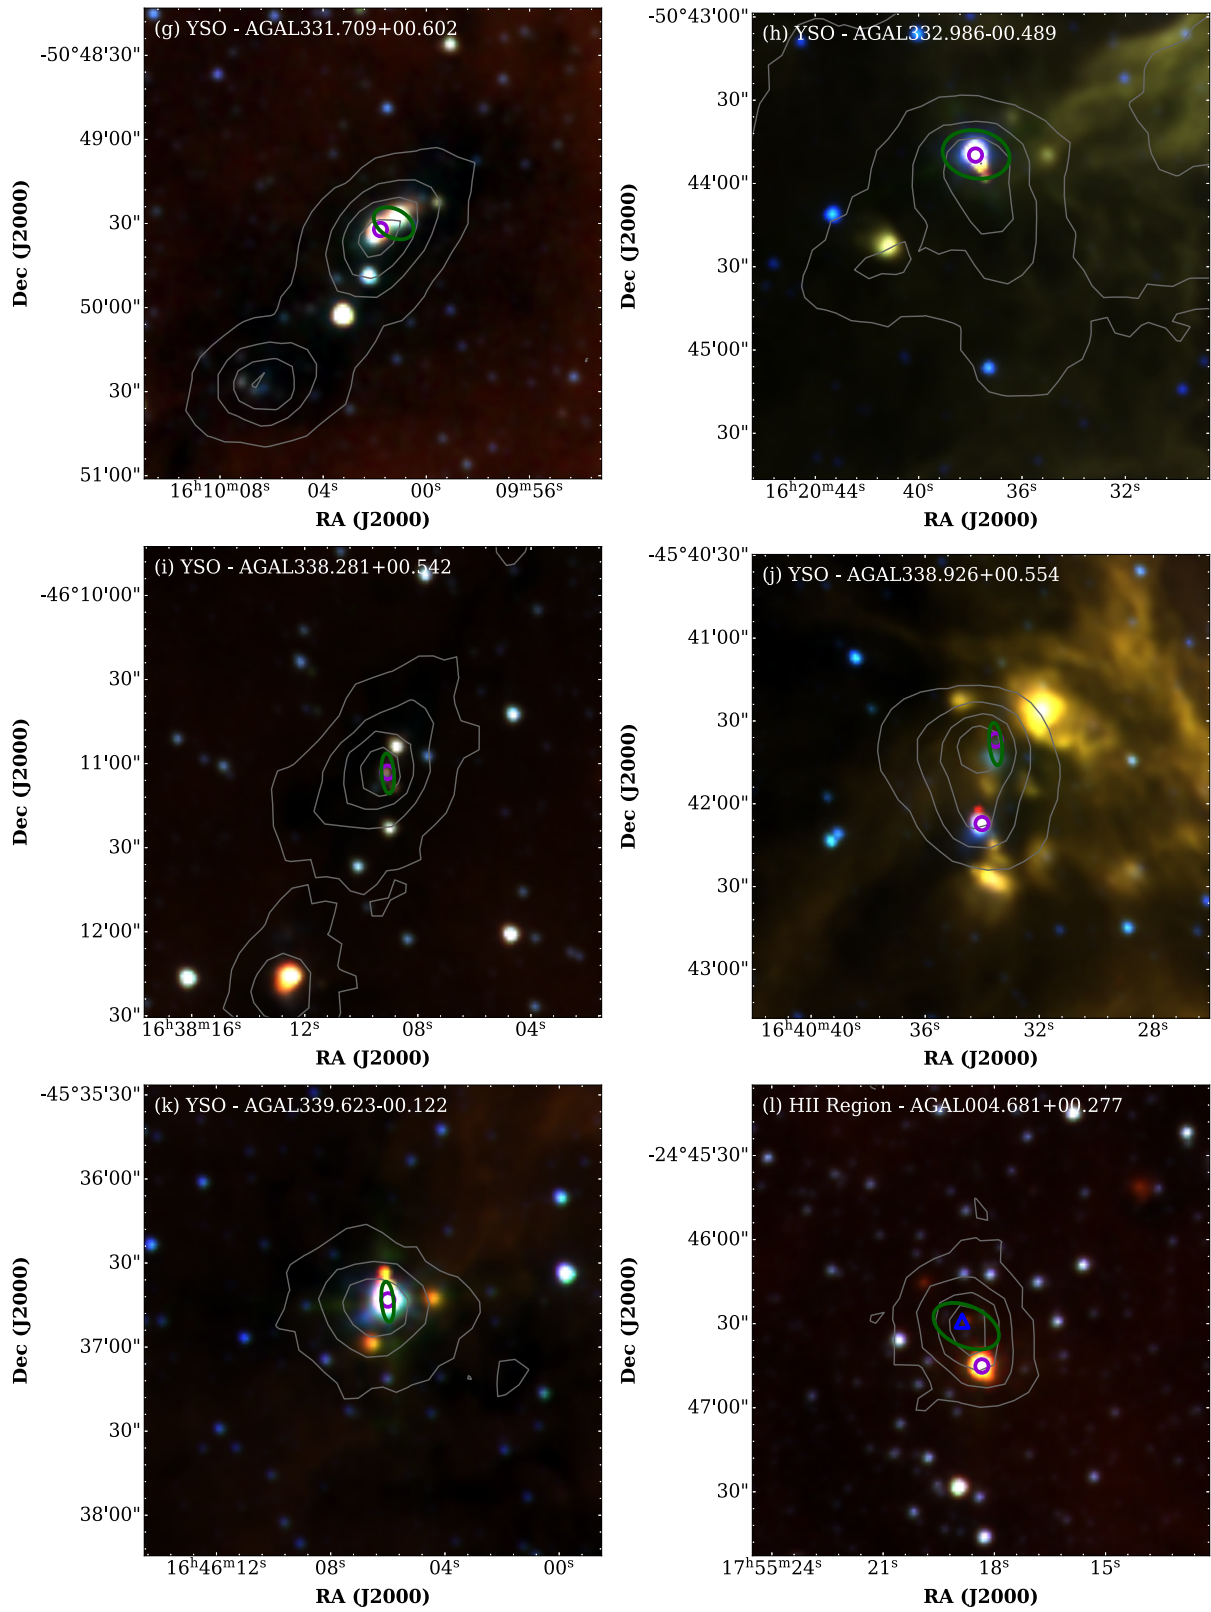 (g) YSO - AGAL331.709+00.602
-50°48'30"
49'00"
30"
50'00"
30"
51'00"
16ʰ10ᵐ08ˢ 04ˢ 00ˢ 09ᵐ56ˢ
RA (J2000)
Dec (J2000)
(h) YSO - AGAL332.986-00.489
-50°43'00"
30"
44'00"
30"
45'00"
30"
16ʰ20ᵐ44ˢ 40ˢ 36ˢ 32ˢ
RA (J2000)
Dec (J2000)
(i) YSO - AGAL338.281+00.542
-46°10'00"
30"
11'00"
30"
12'00"
30"
16ʰ38ᵐ16ˢ 12ˢ 08ˢ 04ˢ
RA (J2000)
Dec (J2000)
(j) YSO - AGAL338.926+00.554
-45°40'30"
41'00"
30"
42'00"
30"
43'00"
16ʰ40ᵐ40ˢ 36ˢ 32ˢ 28ˢ
RA (J2000)
Dec (J2000)
(k) YSO - AGAL339.623-00.122
-45°35'30"
36'00"
30"
37'00"
30"
38'00"
16ʰ46ᵐ12ˢ 08ˢ 04ˢ 00ˢ
RA (J2000)
Dec (J2000)
(l) HII Region - AGAL004.681+00.277
-24°45'30"
46'00"
30"
47'00"
30"
17ʰ55ᵐ24ˢ 21ˢ 18ˢ 15ˢ
RA (J2000)
Dec (J2000)